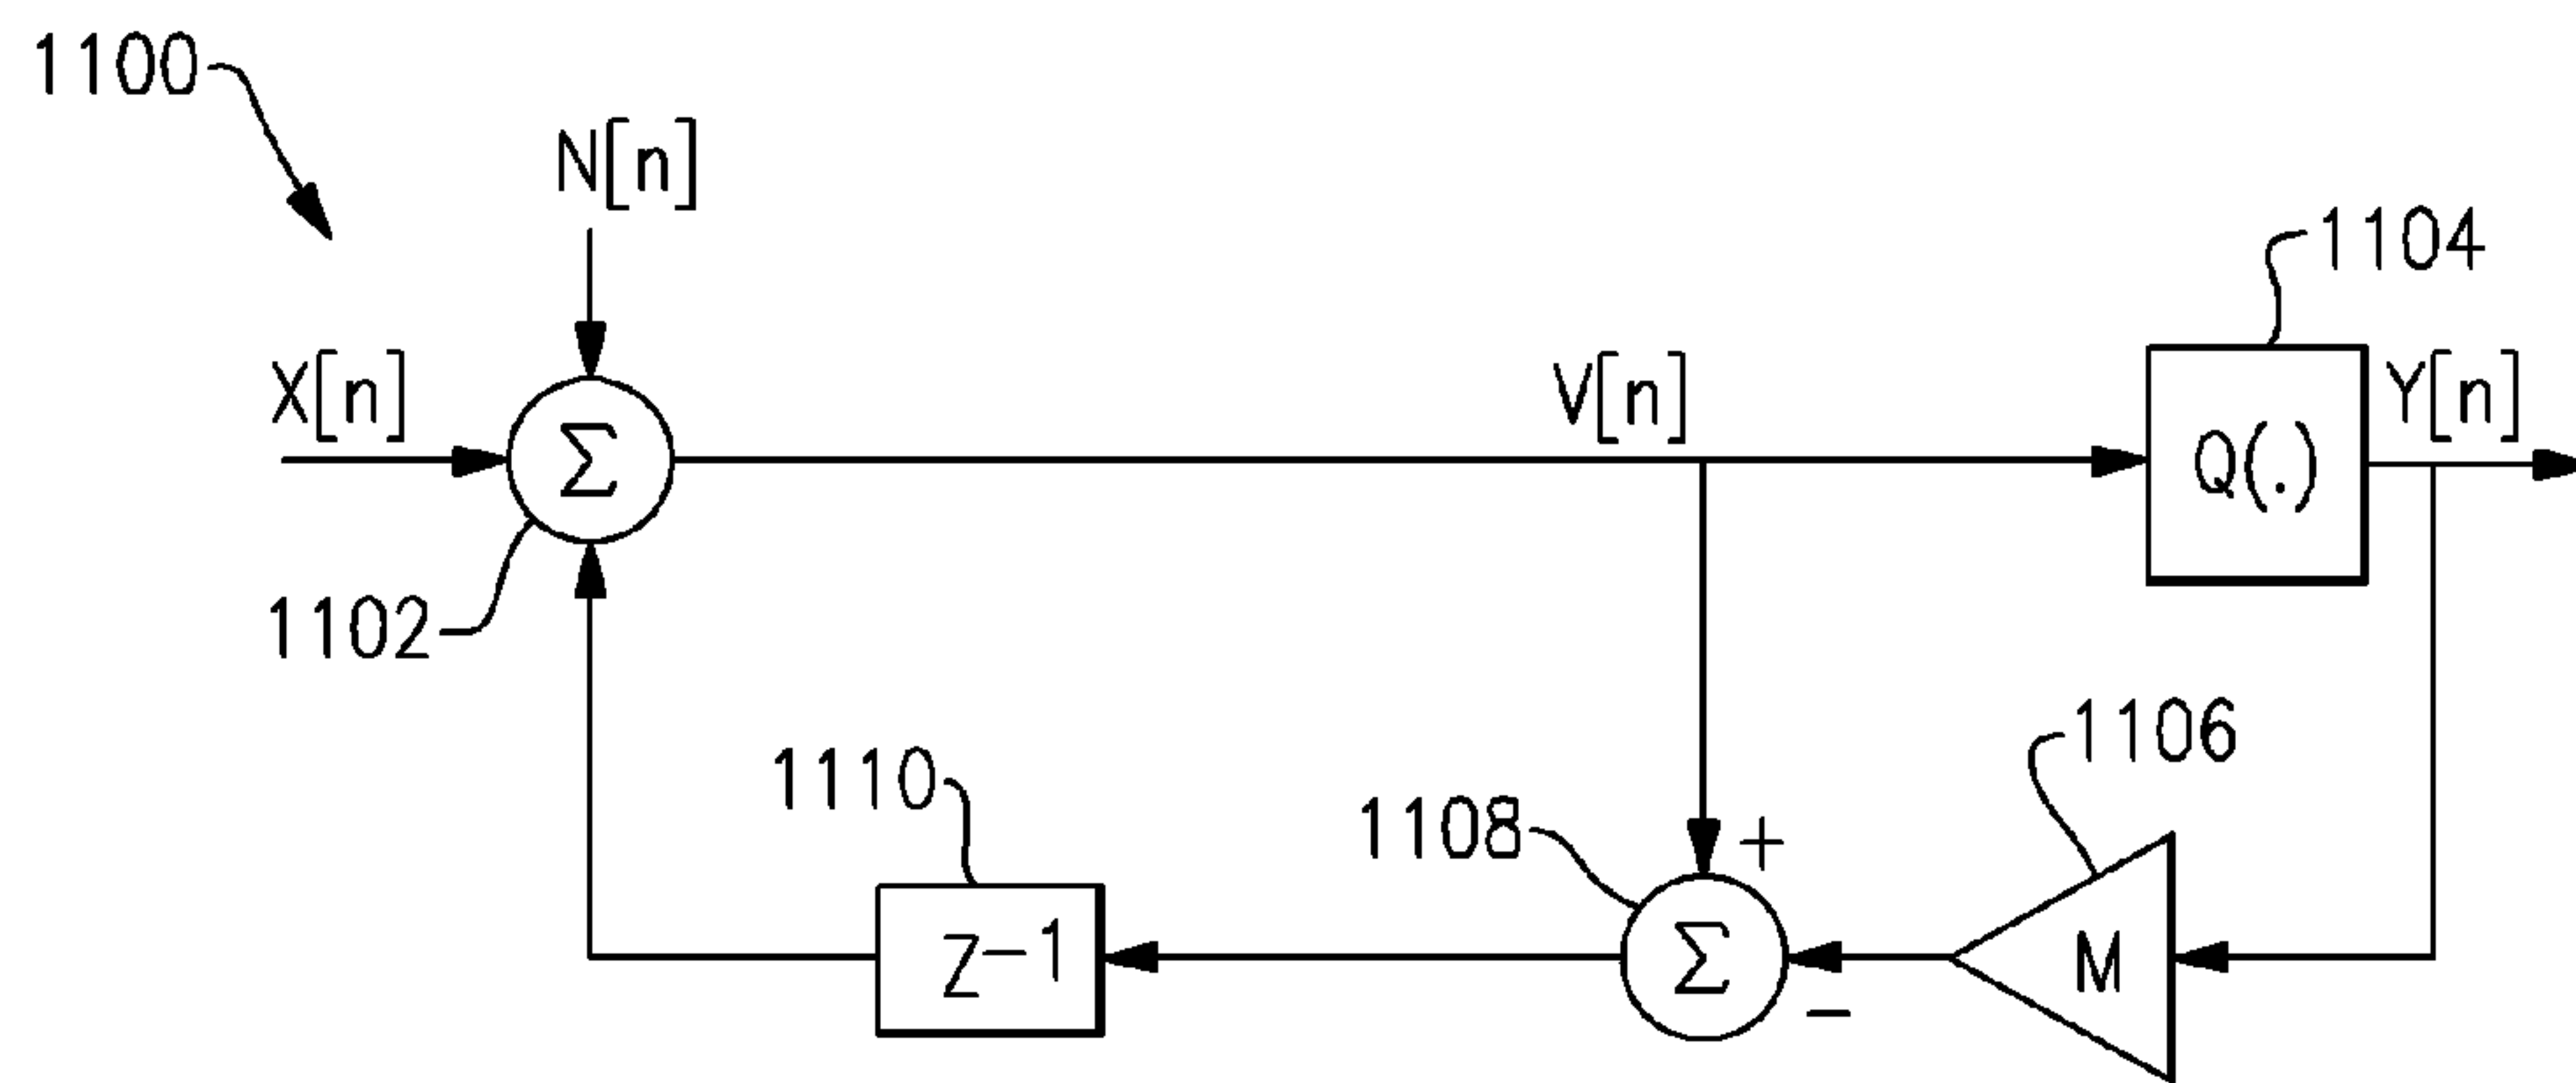 1100
N[n]
1104
X[n]
V[n]
Y[n]
Σ
Q(.)
1102
1106
1110
1108
+
Z⁻¹
Σ
M
−